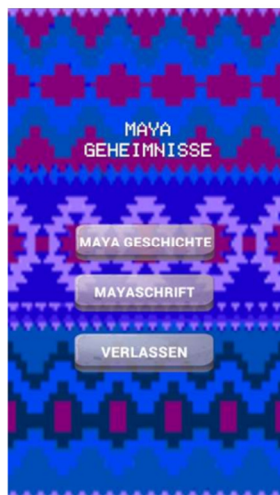 MAYA
GEHEIMNISSE
MAYA GESCHICHTE
MAYASCHRIFT
VERLASSEN